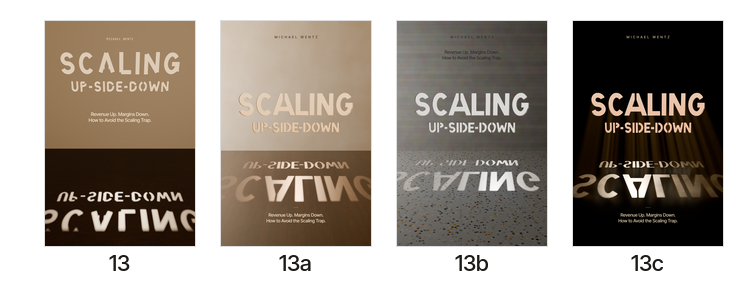 MICHAEL WENTZ
SCALING
UP-SIDE-DOWN
Revenue Up. Margins Down.
How to Avoid the Scaling Trap.
UP-SIDE-DOWN
SCALING
13
MICHAEL WENTZ
SCALING
UP-SIDE-DOWN
UP-SIDE-DOWN
SCALING
Revenue Up. Margins Down.
How to Avoid the Scaling Trap.
13a
MICHAEL WENTZ
Revenue Up. Margins Down.
How to Avoid the Scaling Trap.
SCALING
UP-SIDE-DOWN
UP-SIDE-DOWN
SCALING
13b
MICHAEL WENTZ
SCALING
UP-SIDE-DOWN
UP-SIDE-DOWN
SCALING
Revenue Up. Margins Down.
How to Avoid the Scaling Trap.
13c